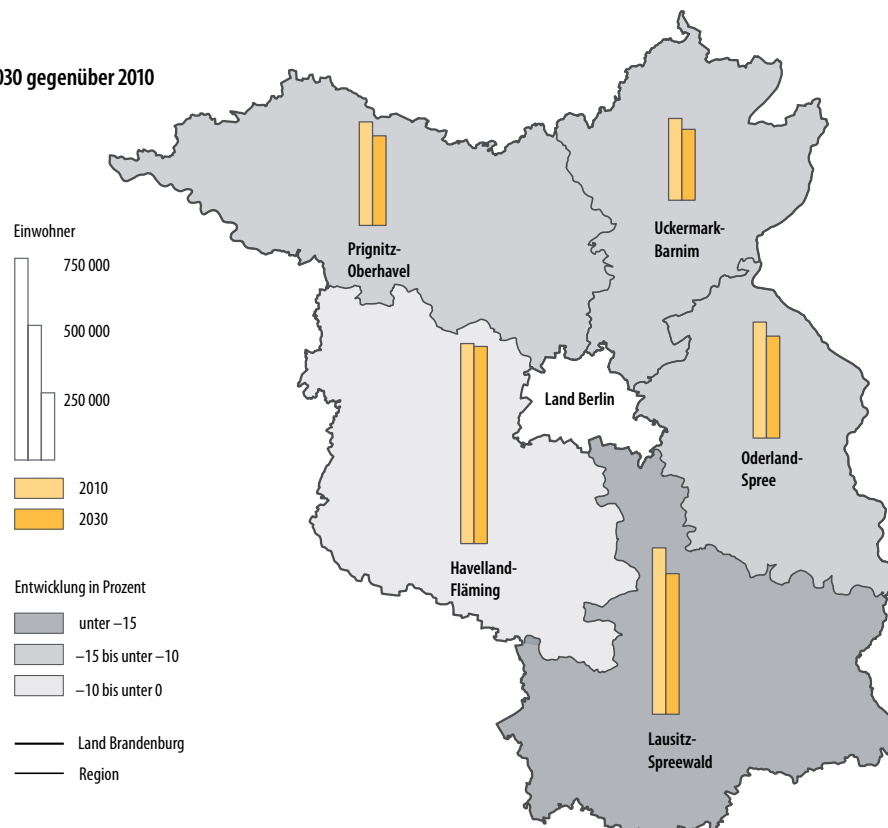 030 gegenüber 2010
Einwohner
750 000
500 000
250 000
2010
2030
Entwicklung in Prozent
unter –15
–15 bis unter –10
–10 bis unter 0
Land Brandenburg
Region
Prignitz-
Oberhavel
Uckermark-
Barnim
Land Berlin
Oderland-
Spree
Havelland-
Fläming
Lausitz-
Spreewald